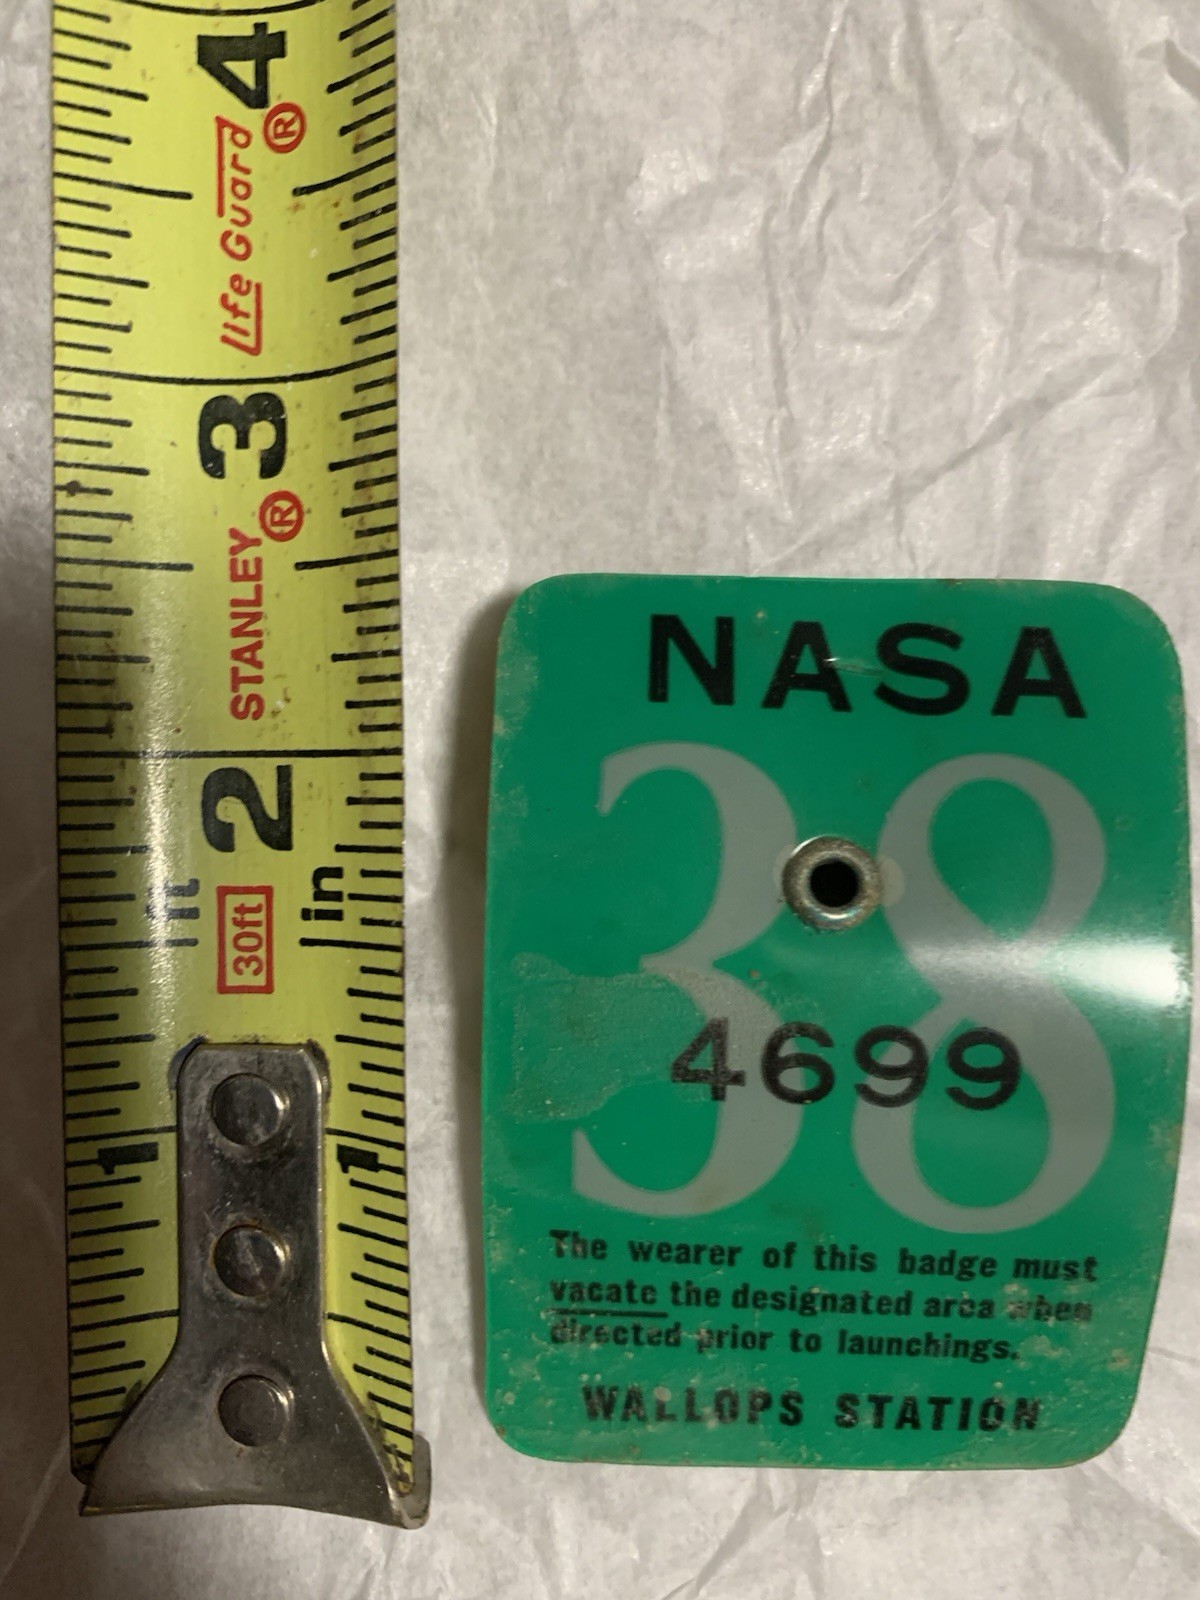 4
Life Guard®
3
STANLEY®
2
in
30ft
1 1
NASA
38
4699
The wearer of this badge must
vacate the designated area when
directed prior to launchings.
WALLOPS STATION